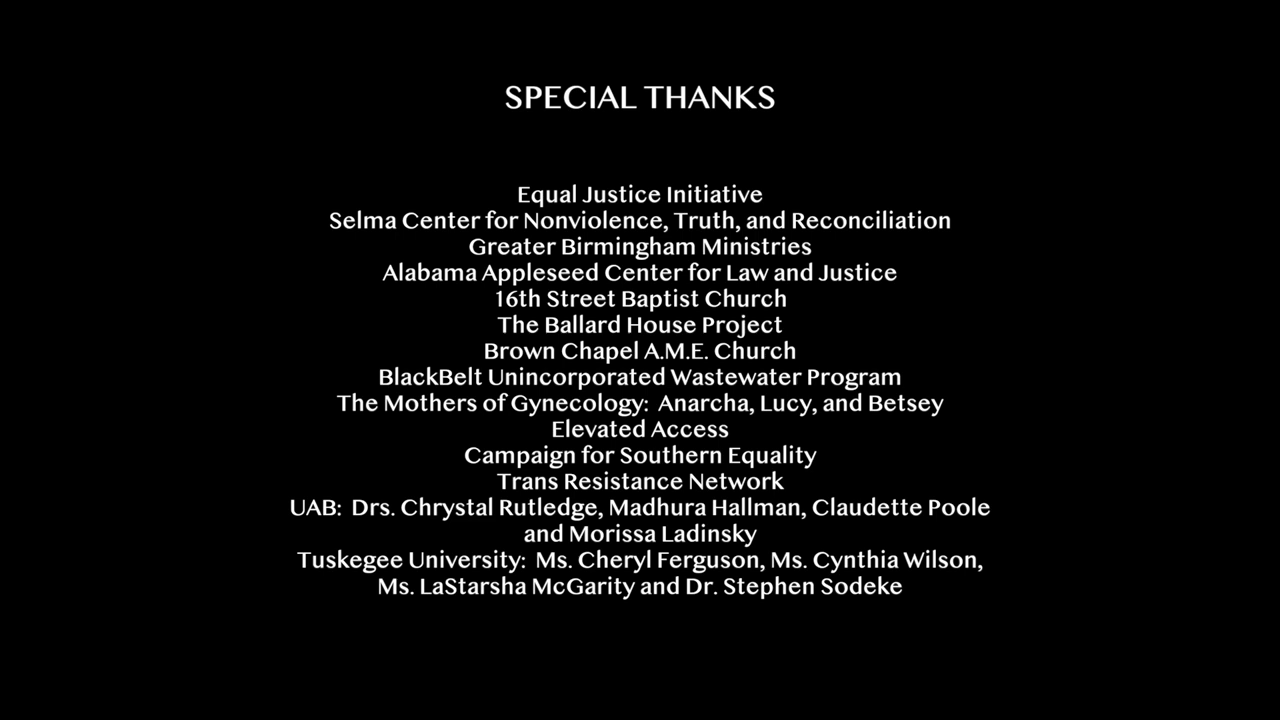 SPECIAL THANKS
Equal Justice Initiative
Selma Center for Nonviolence, Truth, and Reconciliation
Greater Birmingham Ministries
Alabama Appleseed Center for Law and Justice
16th Street Baptist Church
The Ballard House Project
Brown Chapel A.M.E. Church
BlackBelt Unincorporated Wastewater Program
The Mothers of Gynecology:  Anarcha, Lucy, and Betsey
Elevated Access
Campaign for Southern Equality
Trans Resistance Network
UAB:  Drs. Chrystal Rutledge, Madhura Hallman, Claudette Poole
and Morissa Ladinsky
Tuskegee University:  Ms. Cheryl Ferguson, Ms. Cynthia Wilson,
Ms. LaStarsha McGarity and Dr. Stephen Sodeke